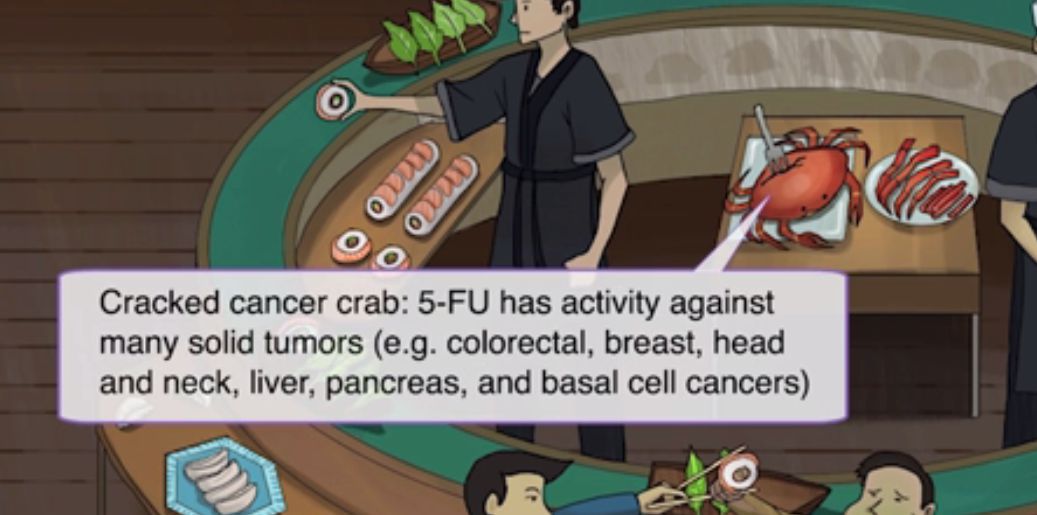 Cracked cancer crab: 5-FU has activity against
many solid tumors (e.g. colorectal, breast, head
and neck, liver, pancreas, and basal cell cancers)